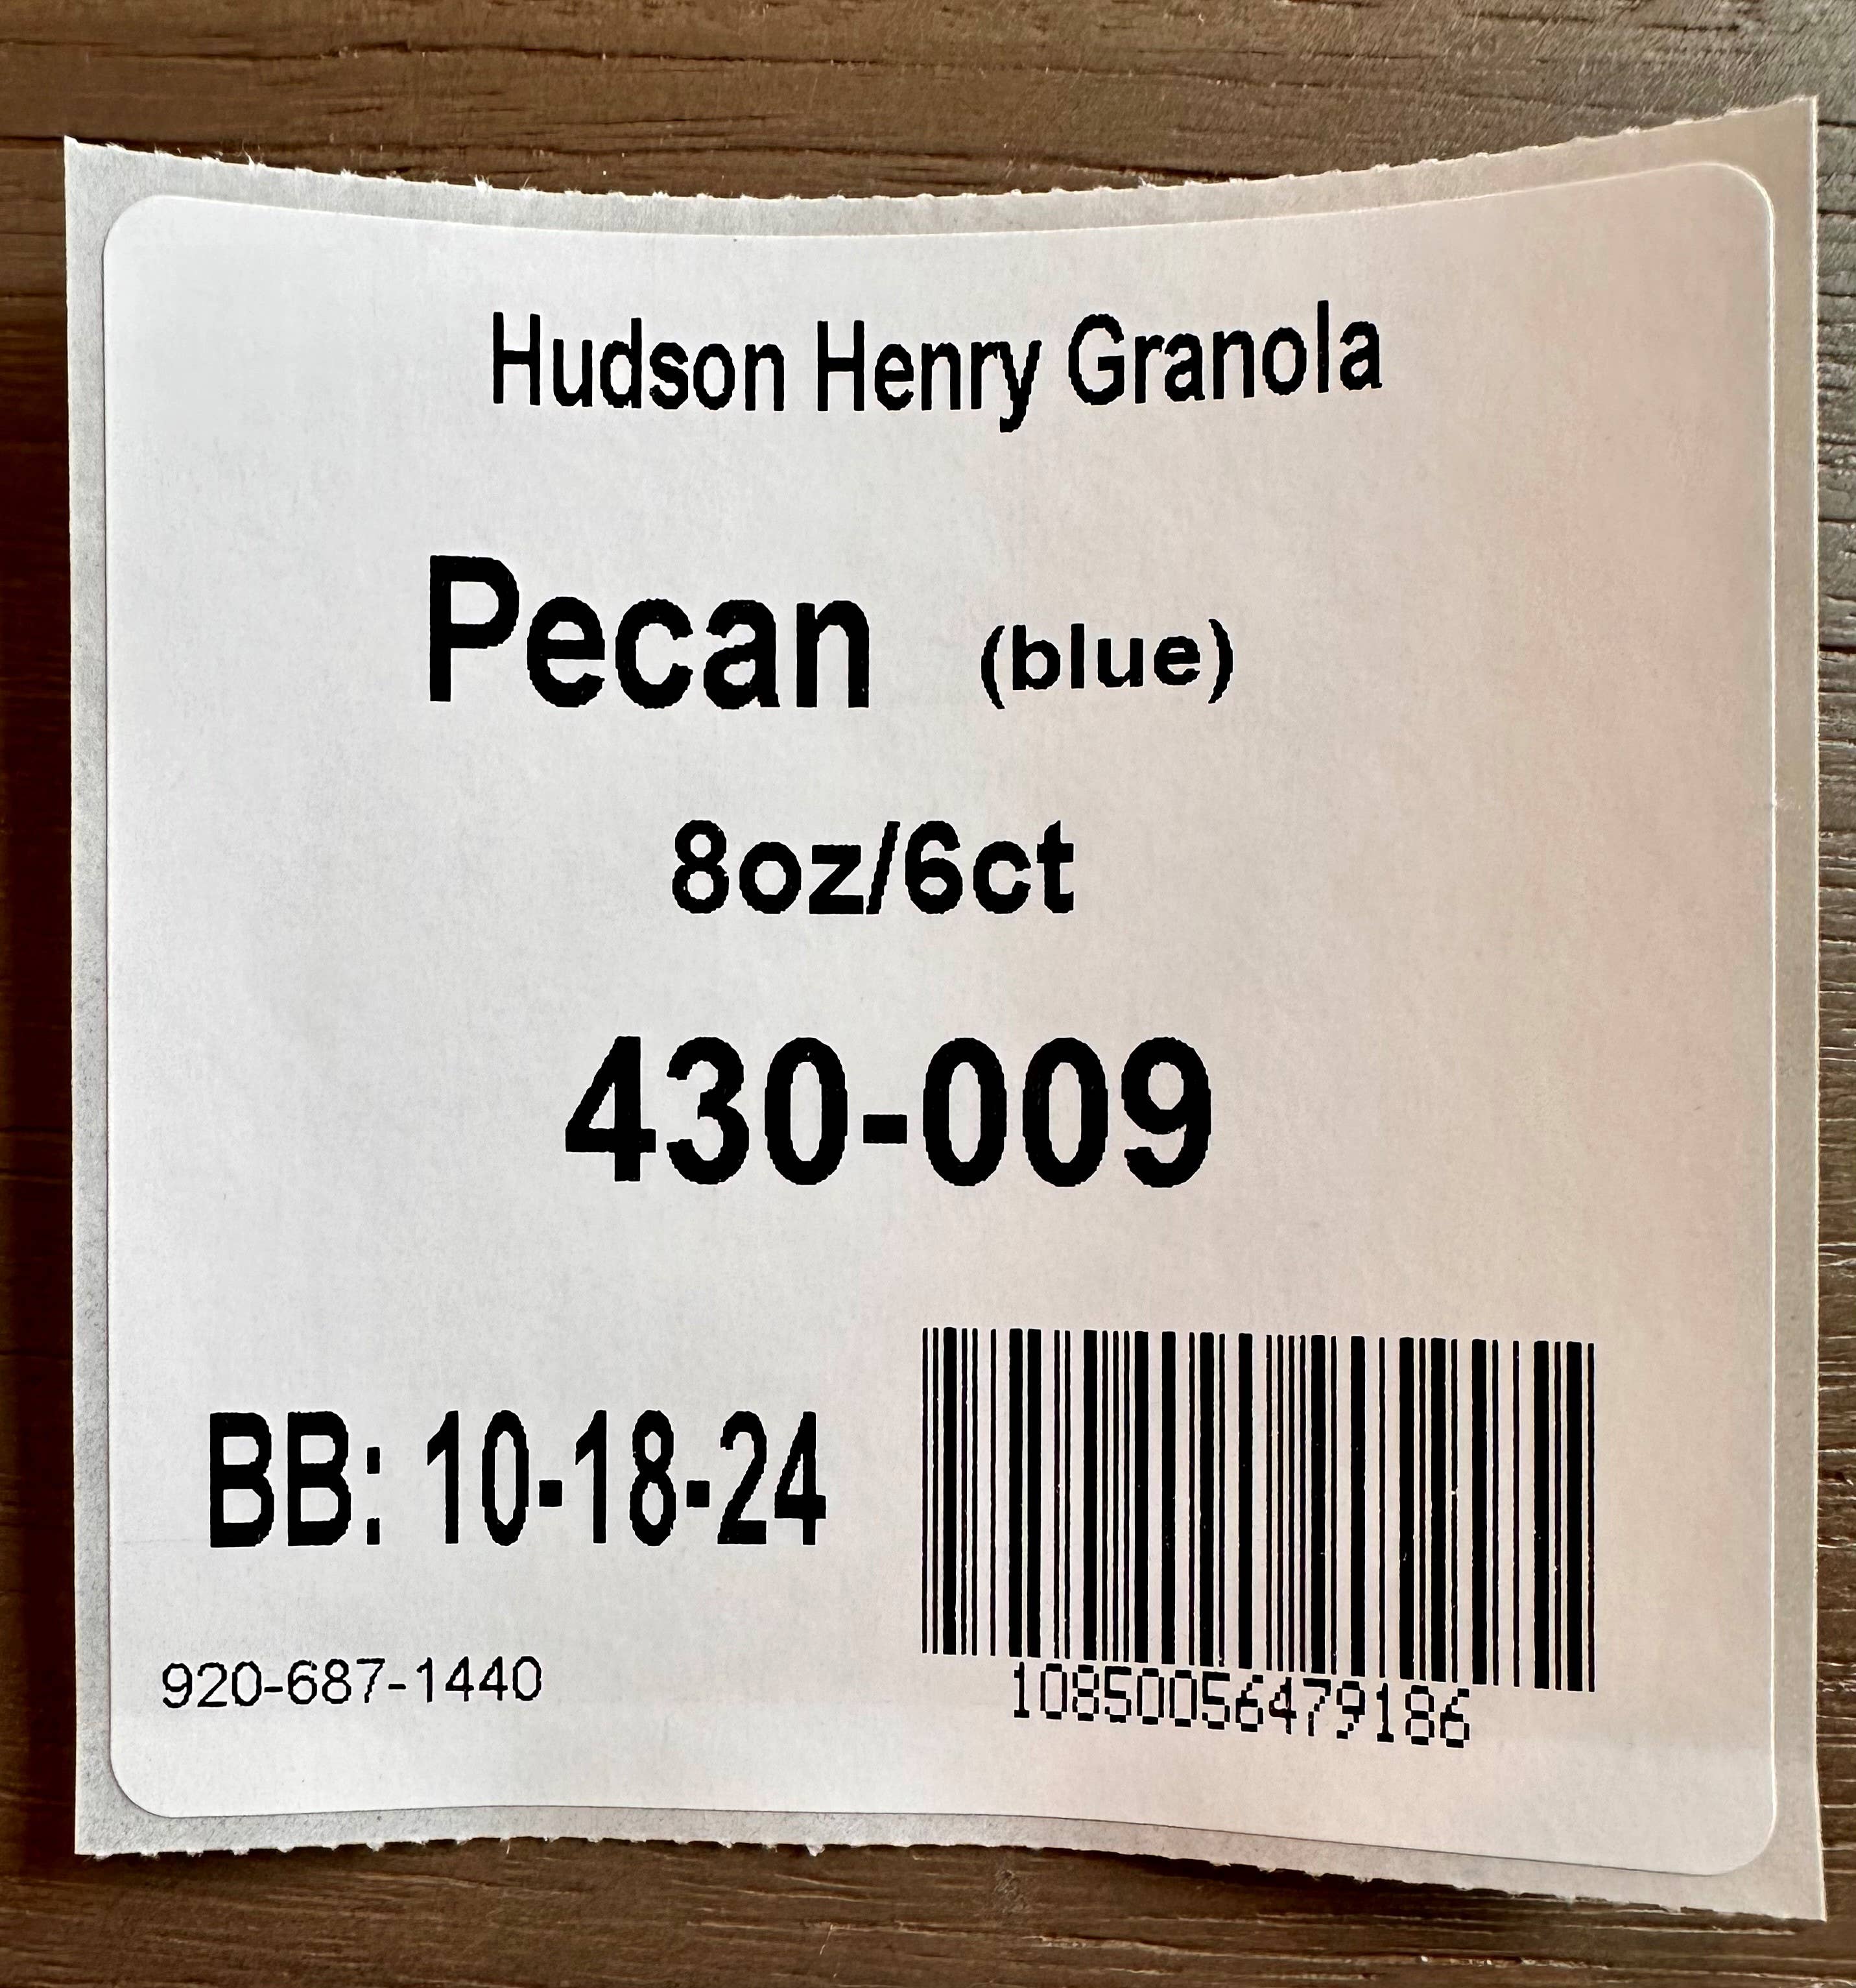 Hudson Henry Granola
Pecan (blue)
8oz/6ct
430-009
BB: 10-18-24
920-687-1440
10850056479186